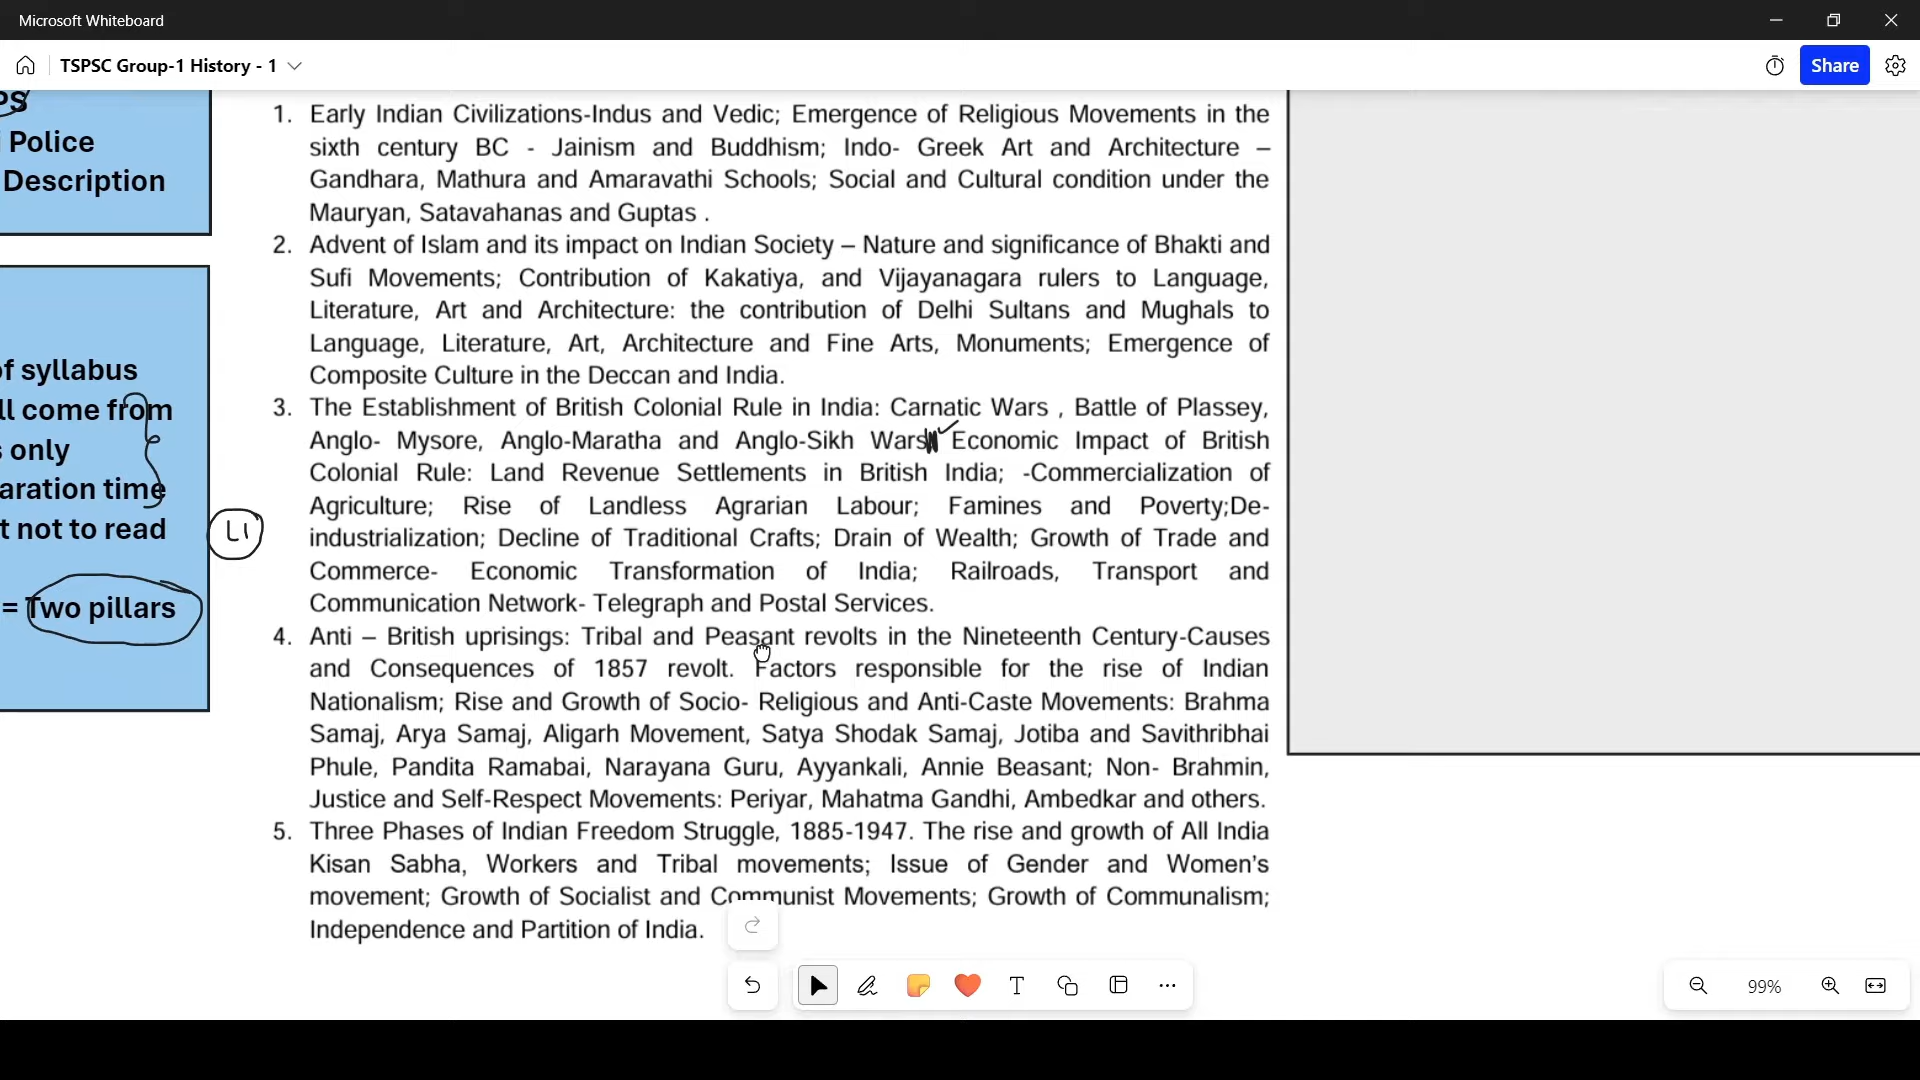 Microsoft Whiteboard
TSPSC Group-1 History - 1
Share
PS
Police
Description
of syllabus
ll come from
s only
aration time
t not to read
= Two pillars
L1
1. Early Indian Civilizations-Indus and Vedic; Emergence of Religious Movements in the
sixth century BC - Jainism and Buddhism; Indo- Greek Art and Architecture –
Gandhara, Mathura and Amaravathi Schools; Social and Cultural condition under the
Mauryan, Satavahanas and Guptas .
2. Advent of Islam and its impact on Indian Society – Nature and significance of Bhakti and
Sufi Movements; Contribution of Kakatiya, and Vijayanagara rulers to Language,
Literature, Art and Architecture: the contribution of Delhi Sultans and Mughals to
Language, Literature, Art, Architecture and Fine Arts, Monuments; Emergence of
Composite Culture in the Deccan and India.
3. The Establishment of British Colonial Rule in India: Carnatic Wars , Battle of Plassey,
Anglo- Mysore, Anglo-Maratha and Anglo-Sikh Wars Economic Impact of British
Colonial Rule: Land Revenue Settlements in British India; -Commercialization of
Agriculture; Rise of Landless Agrarian Labour; Famines and Poverty;De-
industrialization; Decline of Traditional Crafts; Drain of Wealth; Growth of Trade and
Commerce- Economic Transformation of India; Railroads, Transport and
Communication Network- Telegraph and Postal Services.
4. Anti – British uprisings: Tribal and Peasant revolts in the Nineteenth Century-Causes
and Consequences of 1857 revolt. Factors responsible for the rise of Indian
Nationalism; Rise and Growth of Socio- Religious and Anti-Caste Movements: Brahma
Samaj, Arya Samaj, Aligarh Movement, Satya Shodak Samaj, Jotiba and Savithribhai
Phule, Pandita Ramabai, Narayana Guru, Ayyankali, Annie Beasant; Non- Brahmin,
Justice and Self-Respect Movements: Periyar, Mahatma Gandhi, Ambedkar and others.
5. Three Phases of Indian Freedom Struggle, 1885-1947. The rise and growth of All India
Kisan Sabha, Workers and Tribal movements; Issue of Gender and Women's
movement; Growth of Socialist and Communist Movements; Growth of Communalism;
Independence and Partition of India.
99%